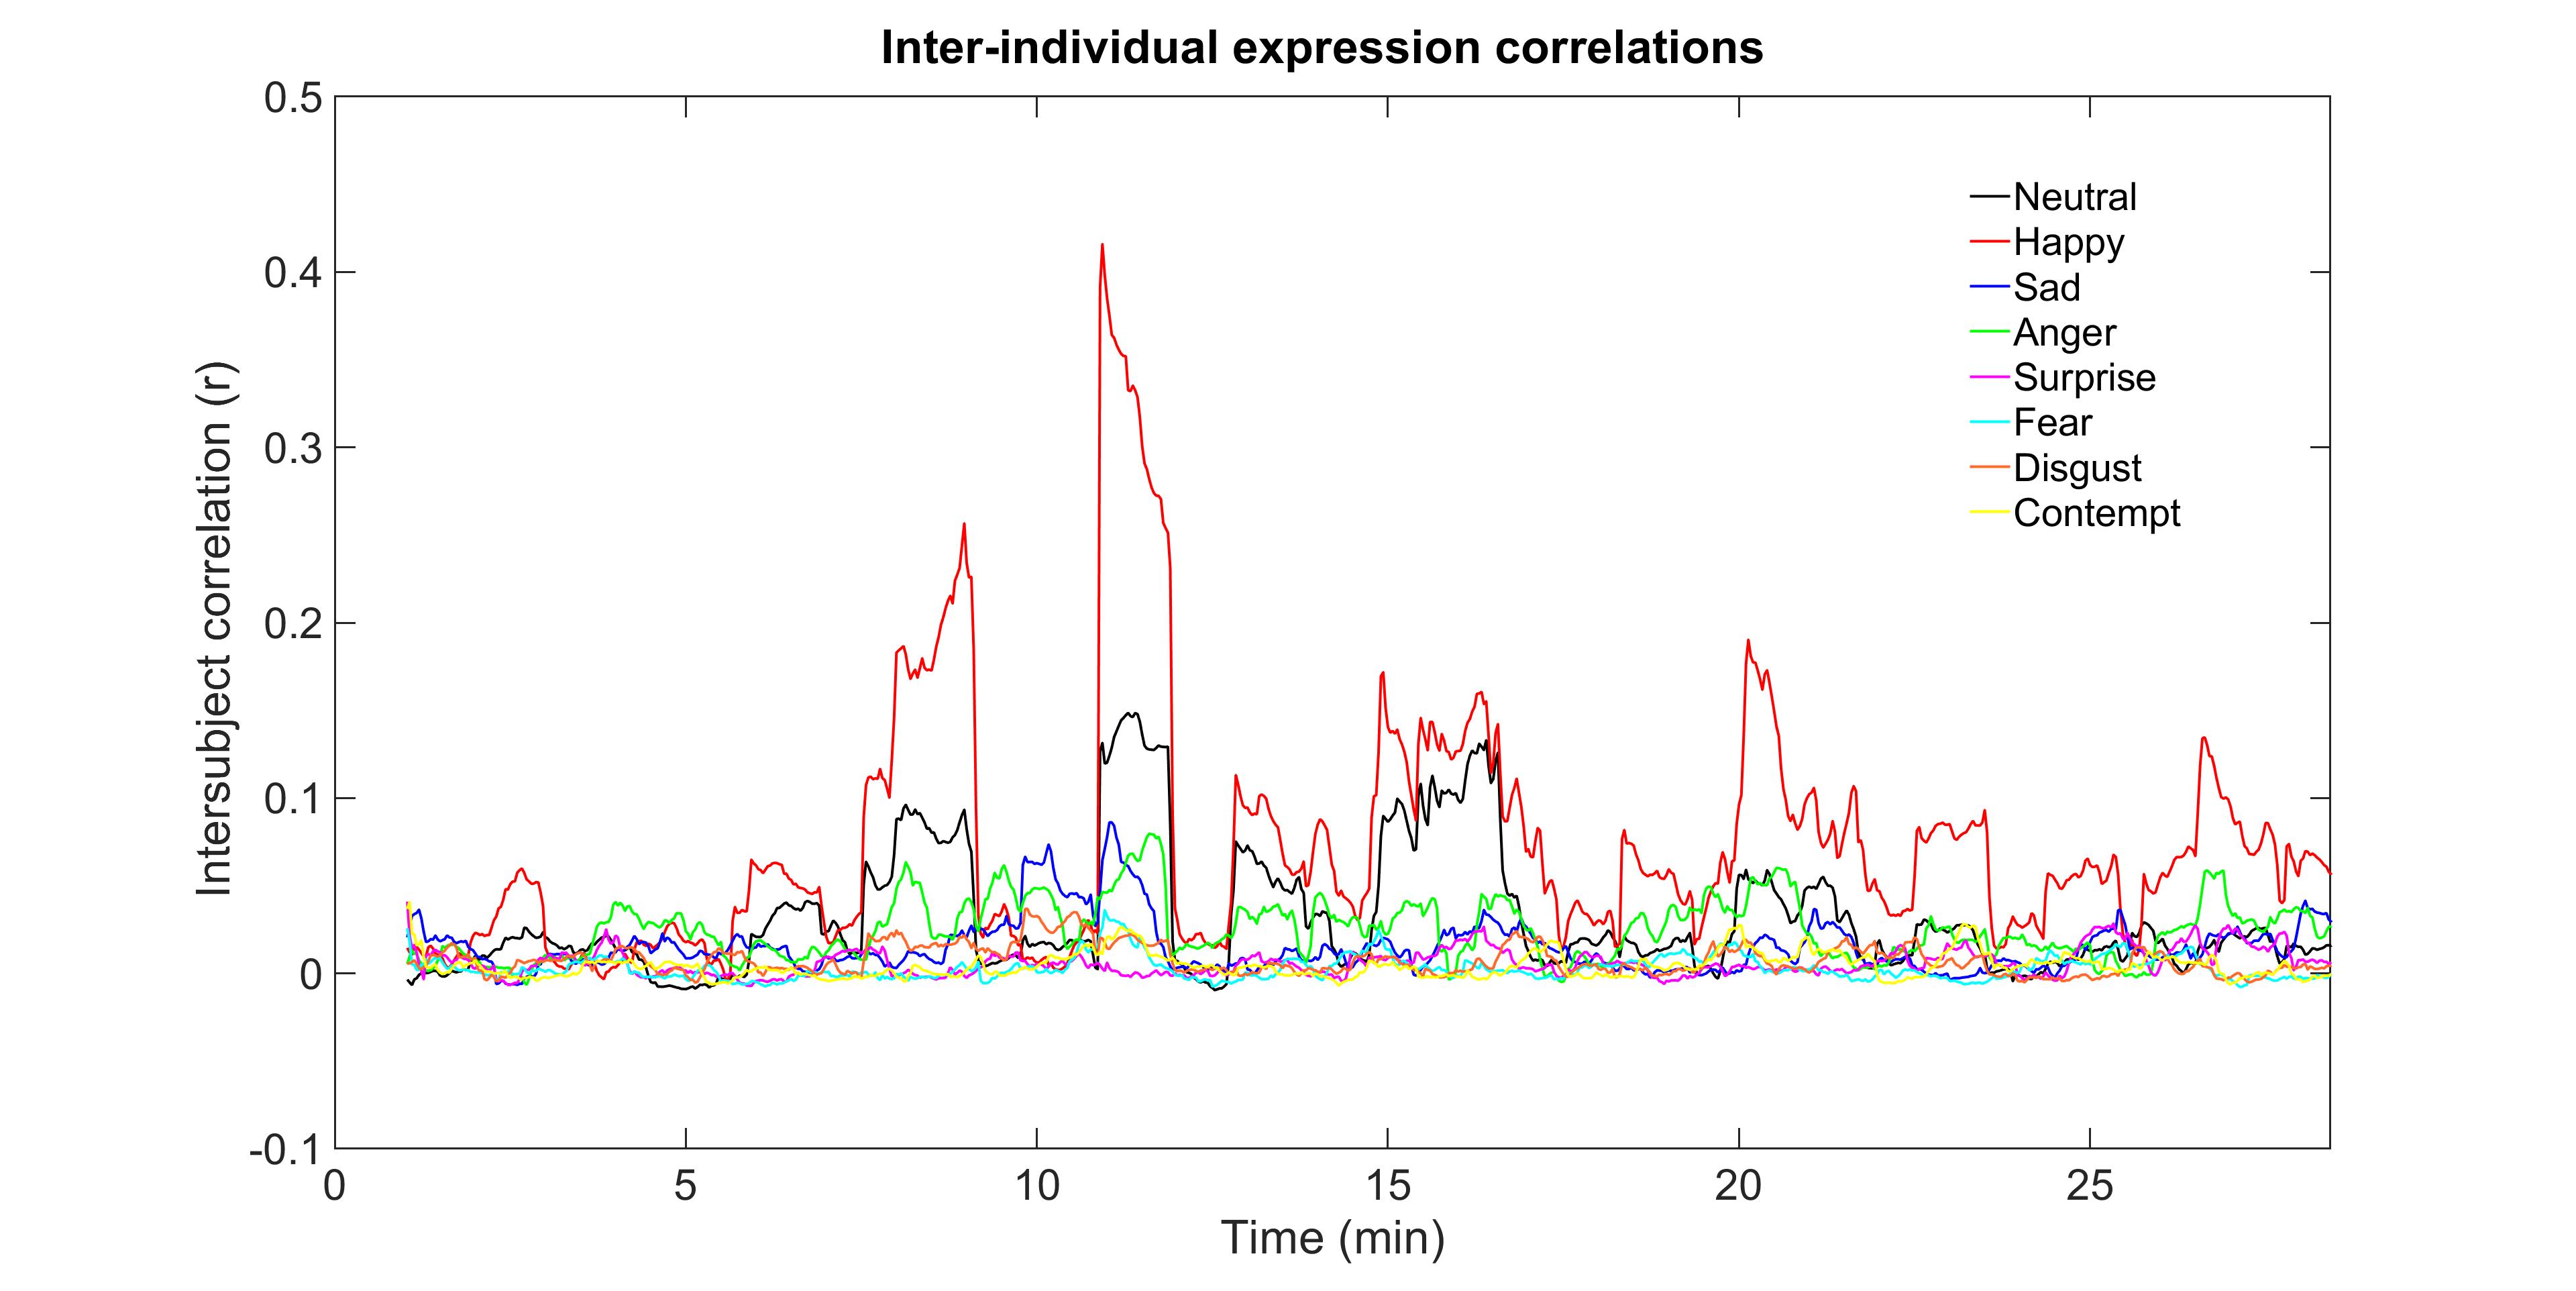 Inter-individual expression correlations
0.5
0.4
0.3
0.2
0.1
0
-0.1
Intersubject correlation (r)
Neutral
Happy
Sad
Anger
Surprise
Fear
Disgust
Contempt
0 5 10 15 20 25
Time (min)